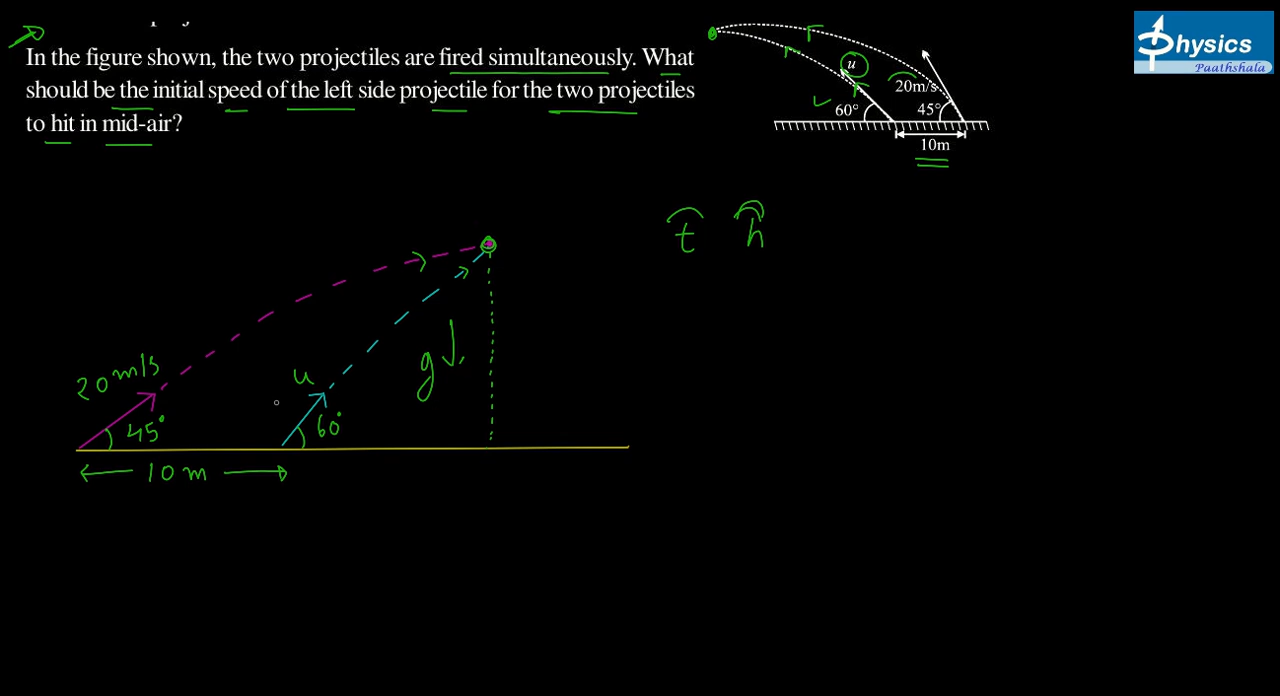 In the figure shown, the two projectiles are fired simultaneously. What
should be the initial speed of the left side projectile for the two projectiles
to hit in mid-air?
u
20m/s
60°
45°
10m
Physics
Paathshala
t h
20 m/s
u
g
45°
60°
10 m